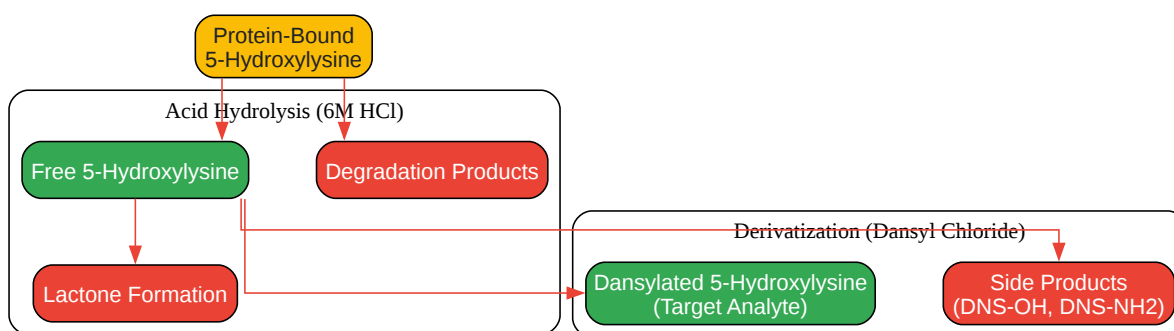 Protein-Bound
5-Hydroxylysine
Acid Hydrolysis (6M HCl)
Free 5-Hydroxylysine
Degradation Products
Derivatization (Dansyl Chloride)
Lactone Formation
Dansylated 5-Hydroxylysine
(Target Analyte)
Side Products
(DNS-OH, DNS-NH2)